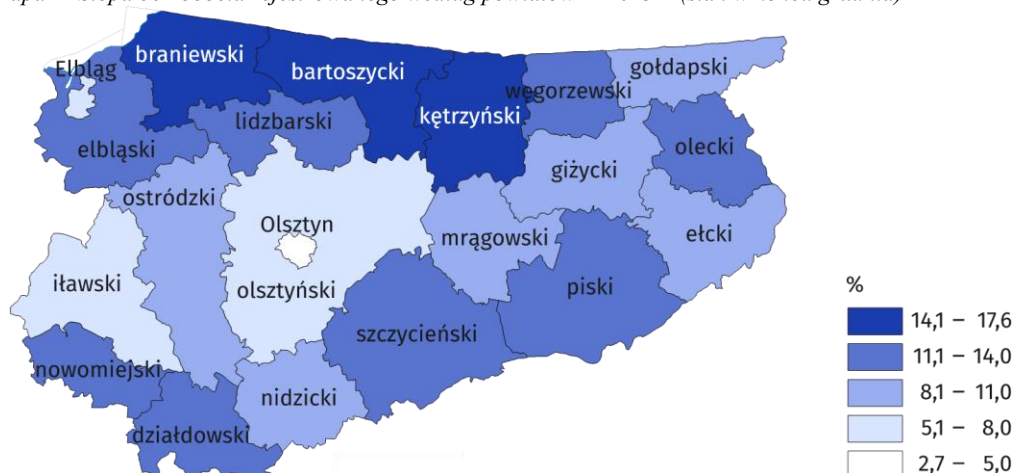 braniewski
Elbląg
bartoszycki
gołdapski
węgorzewski
kętrzyński
lidzbarski
elbląski
olecki
giżycki
ostródzki
Olsztyn
mrągowski
ełcki
iławski
olsztyński
piski
szczycieński
nowomiejski
nidzicki
działdowski
%
14,1 – 17,6
11,1 – 14,0
8,1 – 11,0
5,1 – 8,0
2,7 – 5,0